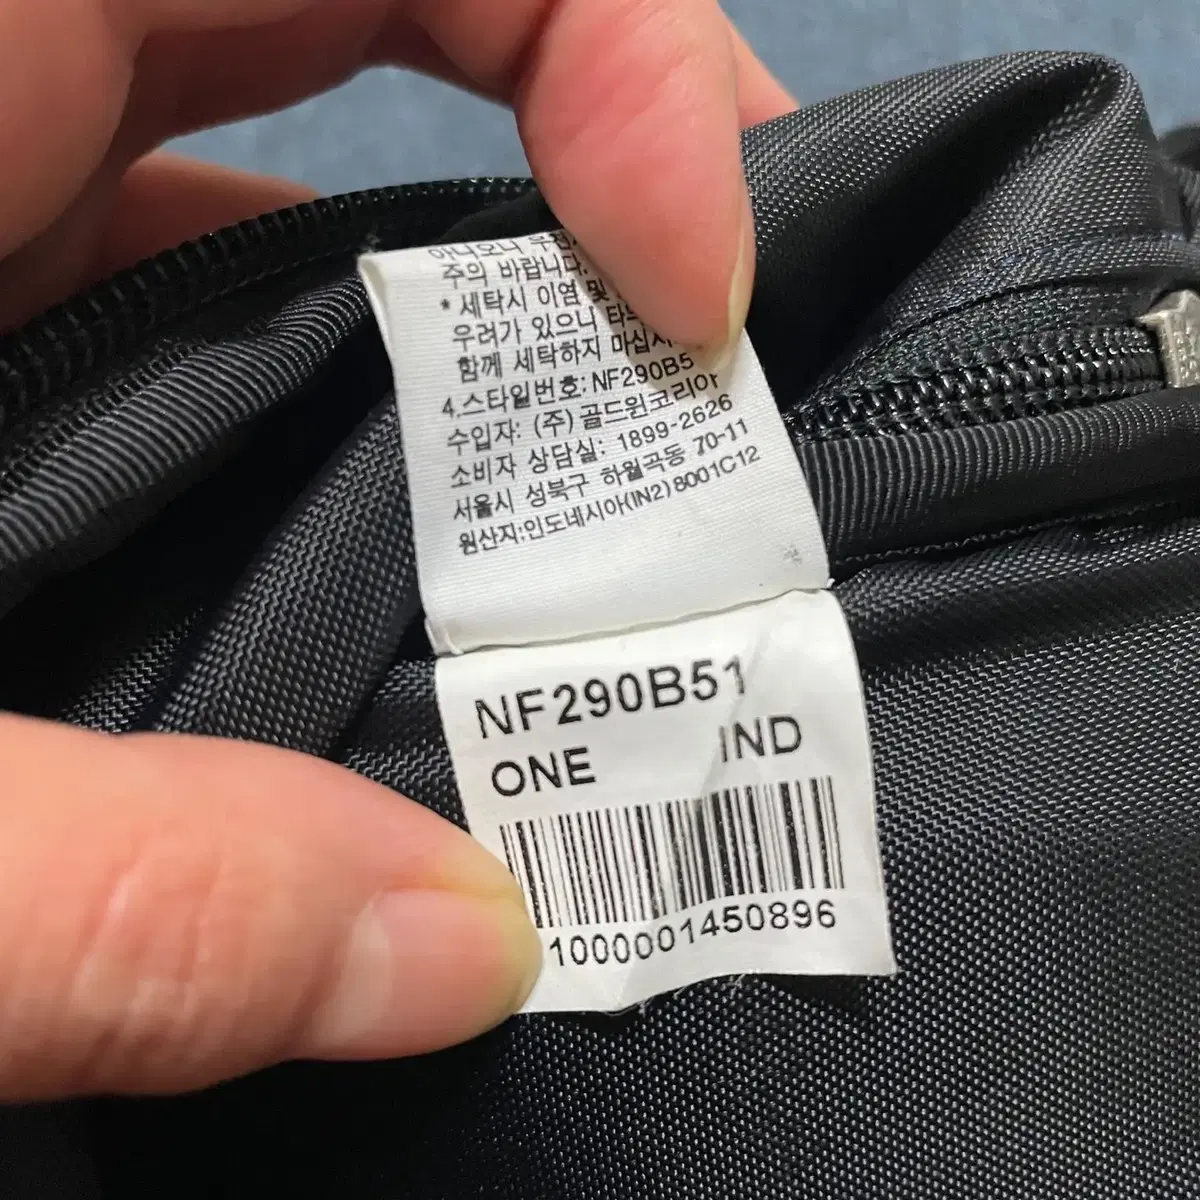 아니오니
주의 바랍니다.
* 세탁시 이염 및
우려가 있으니
함께 세탁하지 마십시
4.스타일번호: NF290B5
수입자: (주) 골드윈코리아
소비자 상담실: 1899-2626
서울시 성북구 하월곡동 70-11
원산지:인도네시아(IN2)8001C12
NF290B51
ONE IND
1000001450896